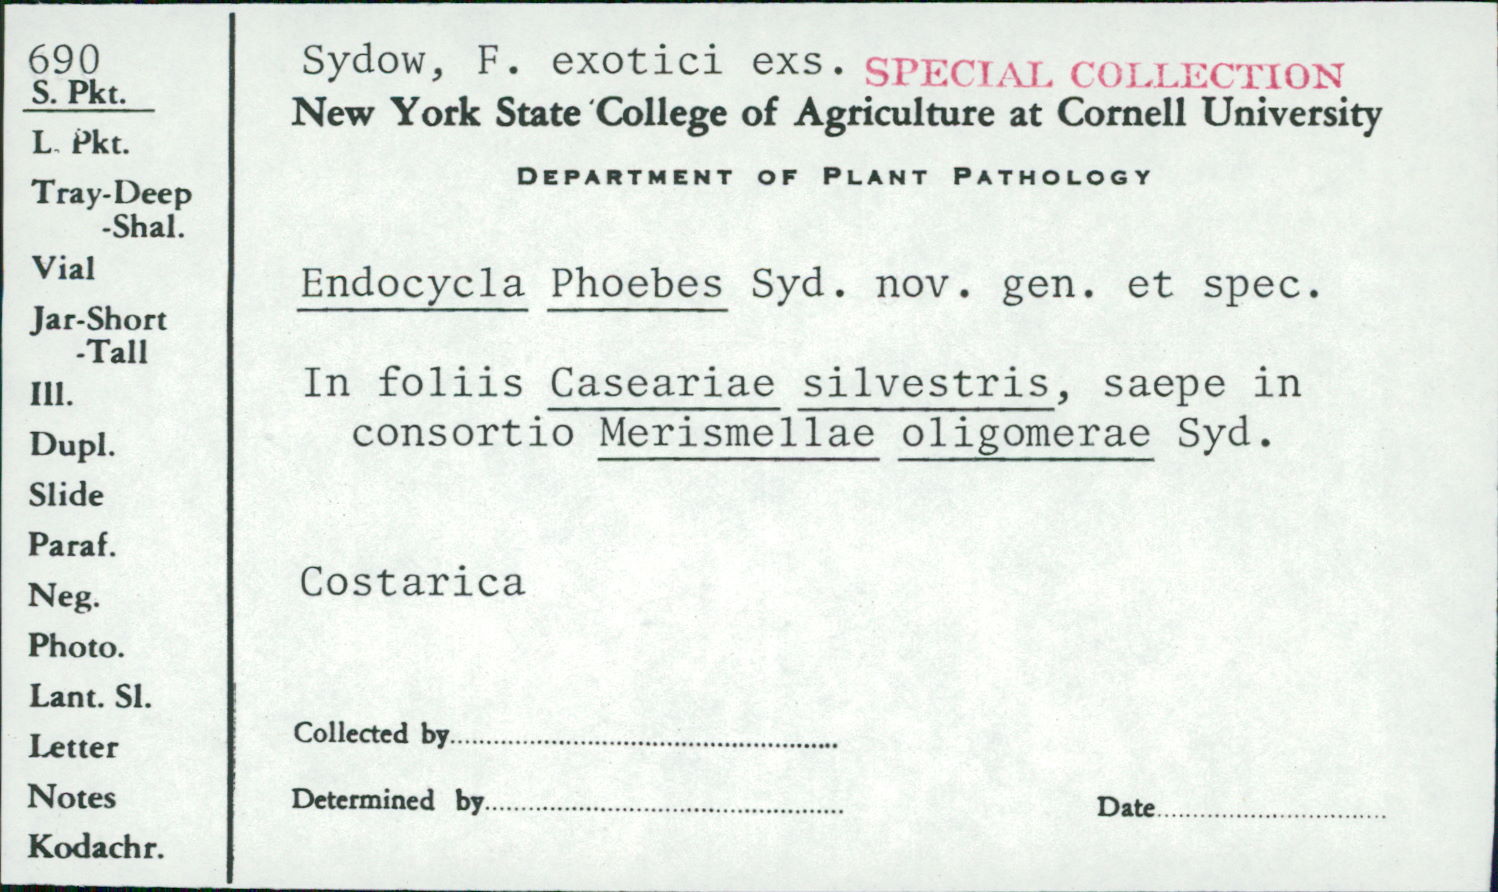 690
S. Pkt.
L. Pkt.
Tray-Deep
-Shal.
Vial
Jar-Short
-Tall
Ill.
Dupl.
Slide
Paraf.
Neg.
Photo.
Lant. Sl.
Letter
Notes
Kodachr.
Sydow, F. exotici exs. SPECIAL COLLECTION
New York State College of Agriculture at Cornell University
DEPARTMENT OF PLANT PATHOLOGY
Endocycla Phoebes Syd. nov. gen. et spec.
In foliis Caseariae silvestris, saepe in
consortio Merismellae oligomerae Syd.
Costarica
Collected by
Determined by
Date